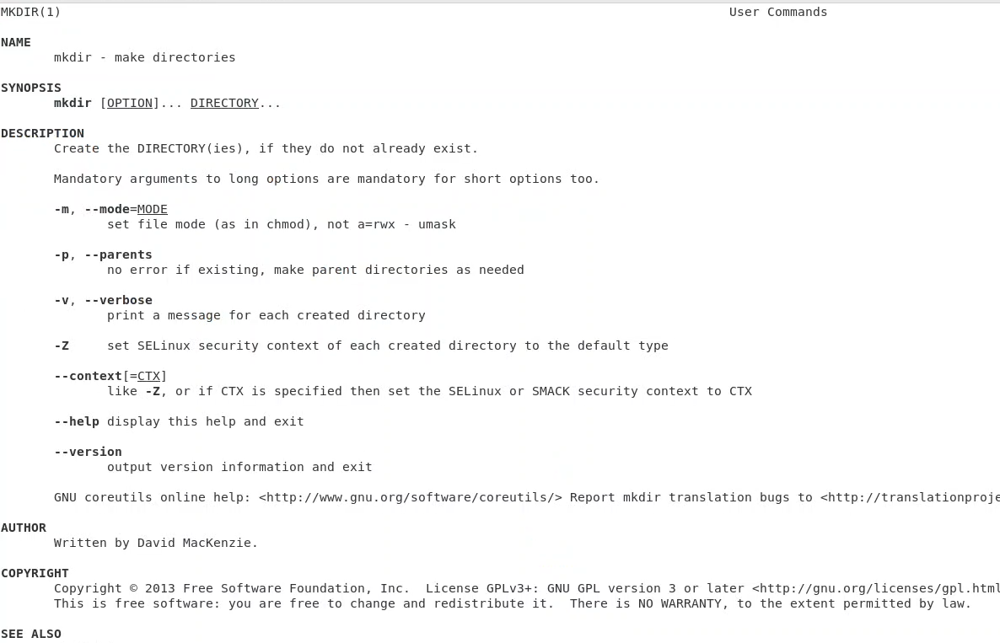 MKDIR(1) User Commands
NAME
mkdir - make directories
SYNOPSIS
mkdir [OPTION]... DIRECTORY...
DESCRIPTION
Create the DIRECTORY(ies), if they do not already exist.
Mandatory arguments to long options are mandatory for short options too.
-m, --mode=MODE
set file mode (as in chmod), not a=rwx - umask
-p, --parents
no error if existing, make parent directories as needed
-v, --verbose
print a message for each created directory
-Z set SELinux security context of each created directory to the default type
--context[=CTX]
like -Z, or if CTX is specified then set the SELinux or SMACK security context to CTX
--help display this help and exit
--version
output version information and exit
GNU coreutils online help: <http://www.gnu.org/software/coreutils/> Report mkdir translation bugs to <http://translationproje
AUTHOR
Written by David MacKenzie.
COPYRIGHT
Copyright © 2013 Free Software Foundation, Inc. License GPLv3+: GNU GPL version 3 or later <http://gnu.org/licenses/gpl.html
This is free software: you are free to change and redistribute it. There is NO WARRANTY, to the extent permitted by law.
SEE ALSO